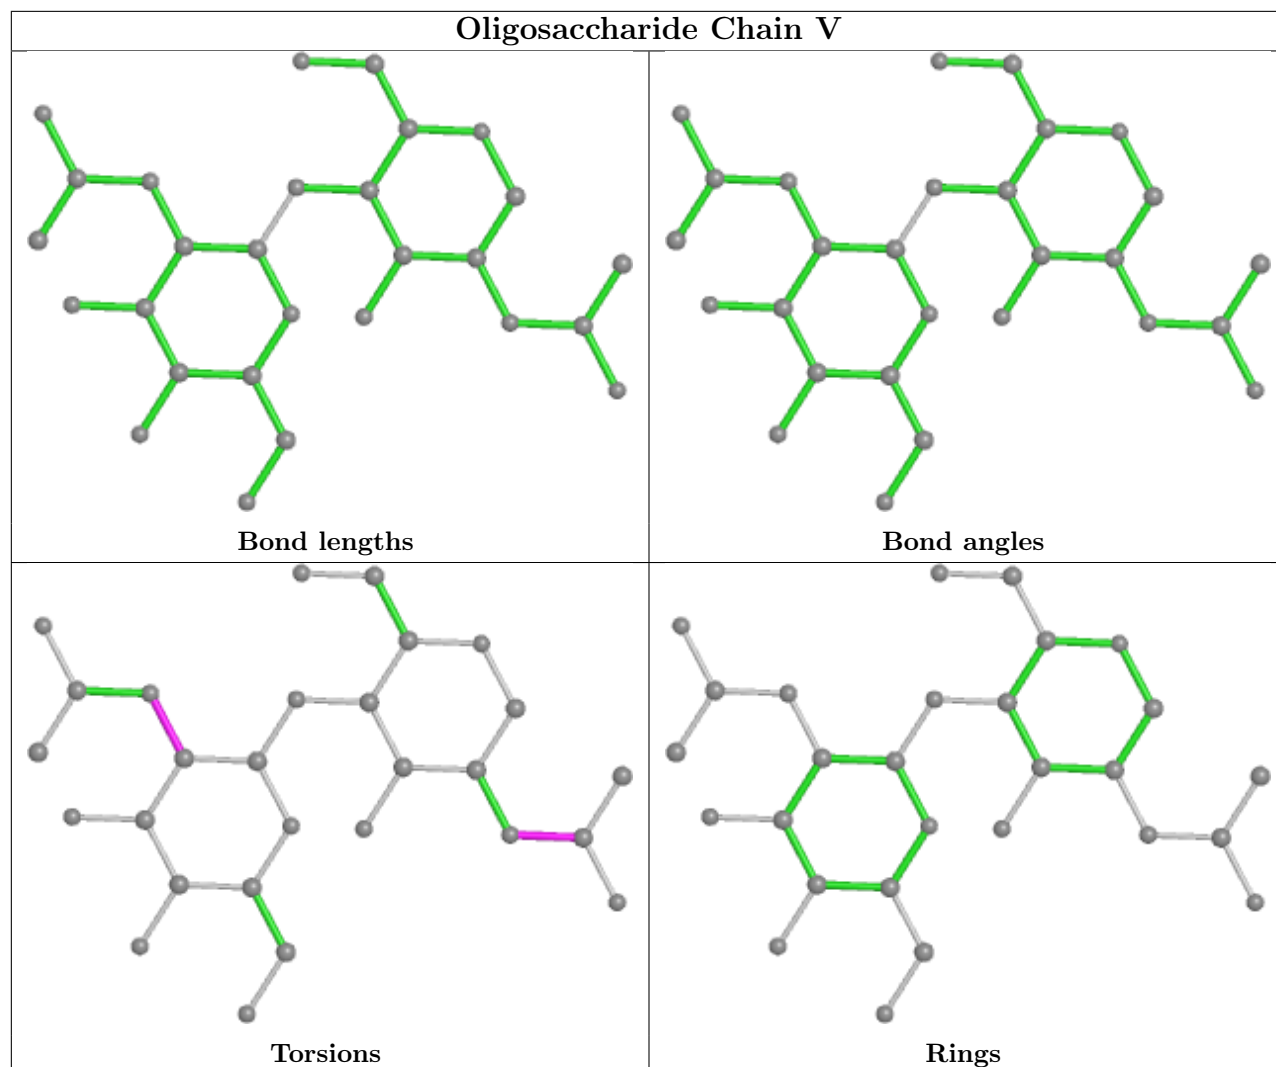 Oligosaccharide Chain V
Bond lengths
Bond angles
Torsions
Rings